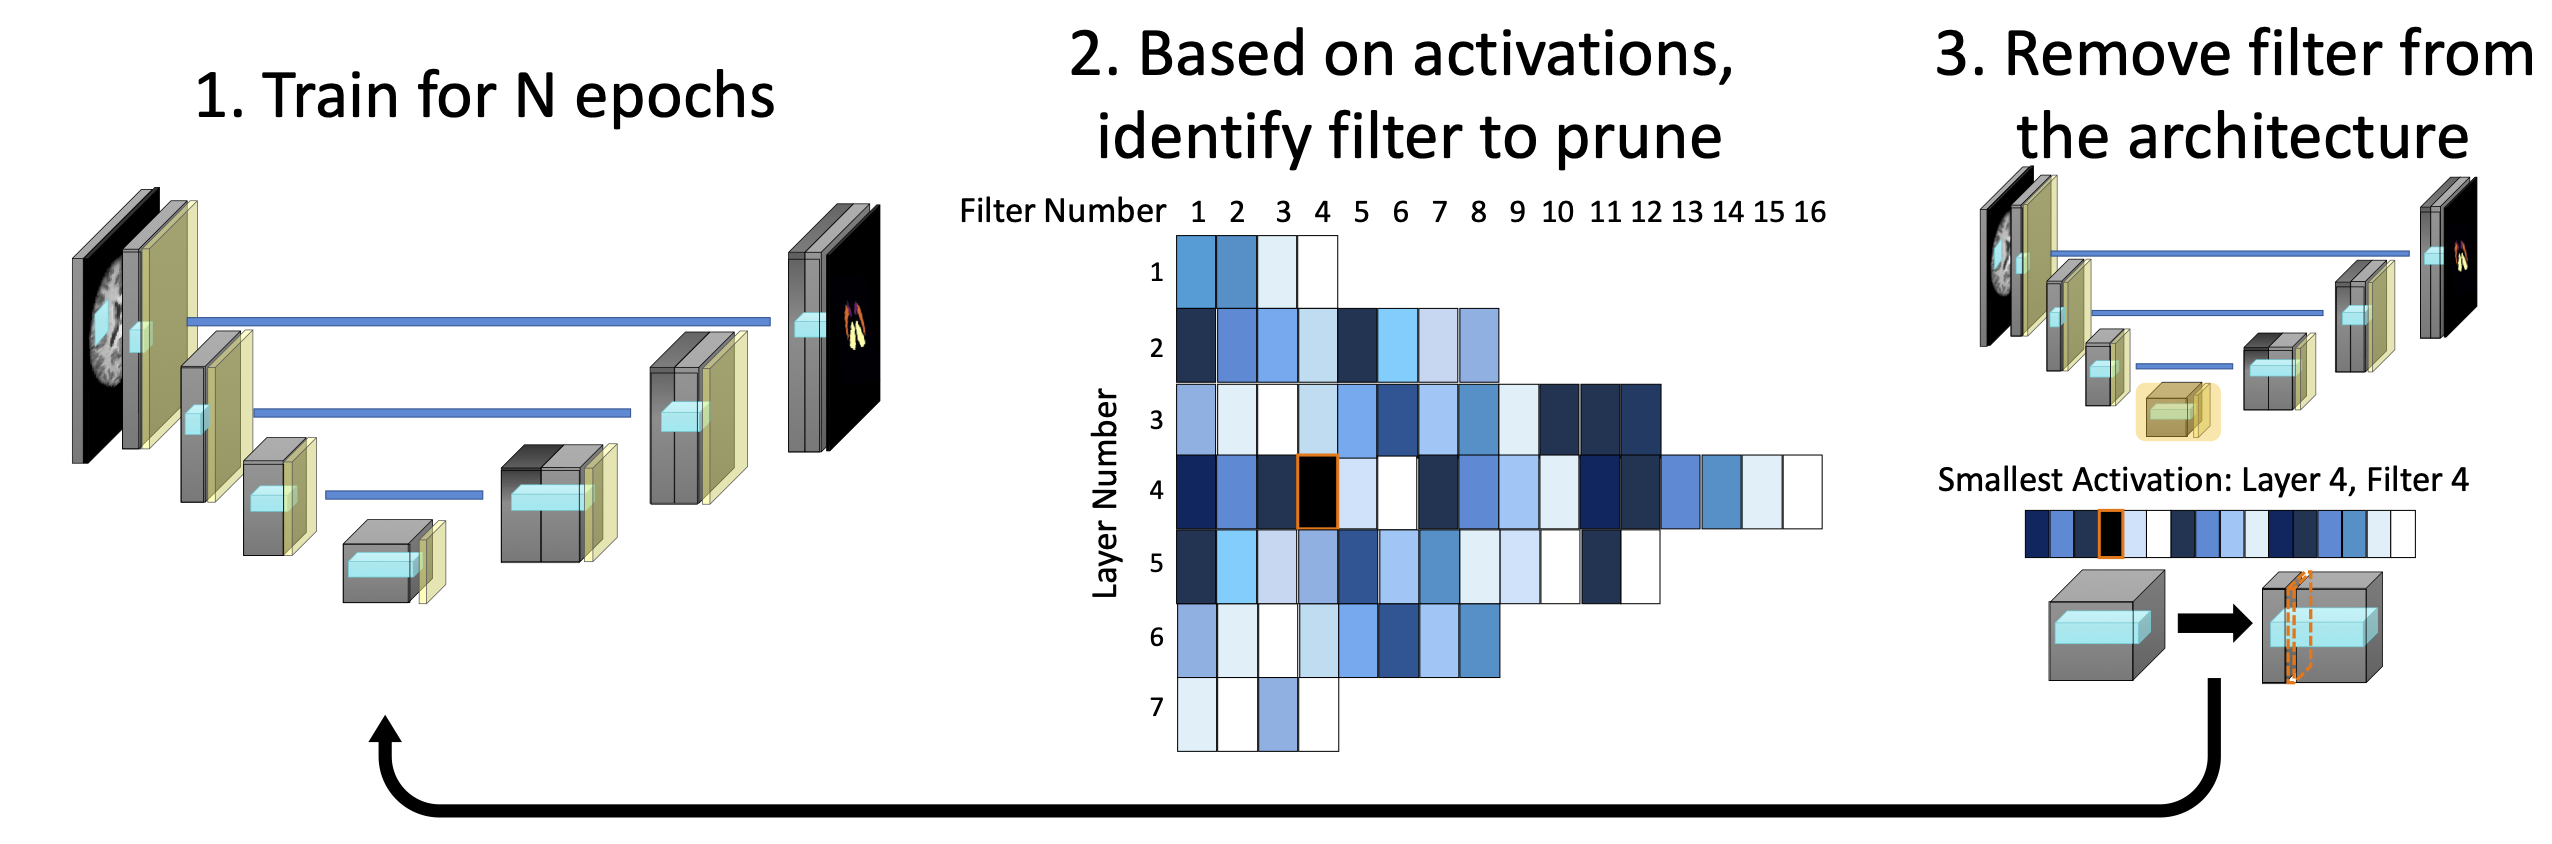 1. Train for N epochs
2. Based on activations,
identify filter to prune
Filter Number 1 2 3 4 5 6 7 8 9 10 11 12 13 14 15 16
Layer Number
1
2
3
4
5
6
7
3. Remove filter from
the architecture
Smallest Activation: Layer 4, Filter 4